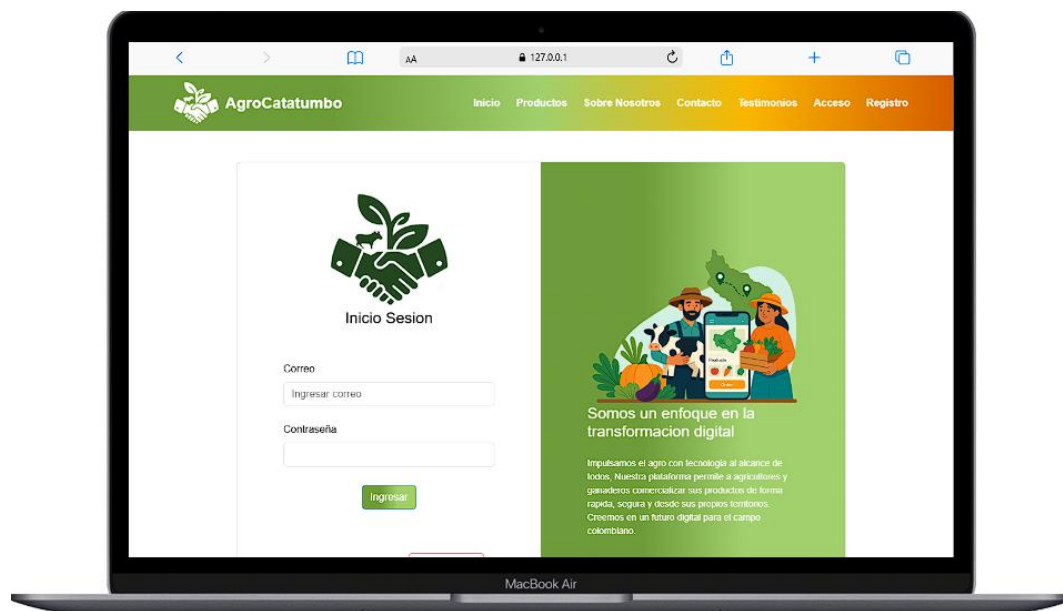 AA
127.0.0.1
AgroCatatumbo
Inicio Productos Sobre Nosotros Contacto Testimonios Acceso Registro
Inicio Sesion
Correo
Ingresar correo
Contraseña
Ingresar
Producto
Somos un enfoque en la
transformacion digital
Impulsamos el agro con tecnología al alcance de
todos, Nuestra plataforma permite a agricultores y
ganaderos comercializar sus productos de forma
rapida, segura y desde sus propios territorios.
Creemos en un futuro digital para el campo
colombiano.
MacBook Air